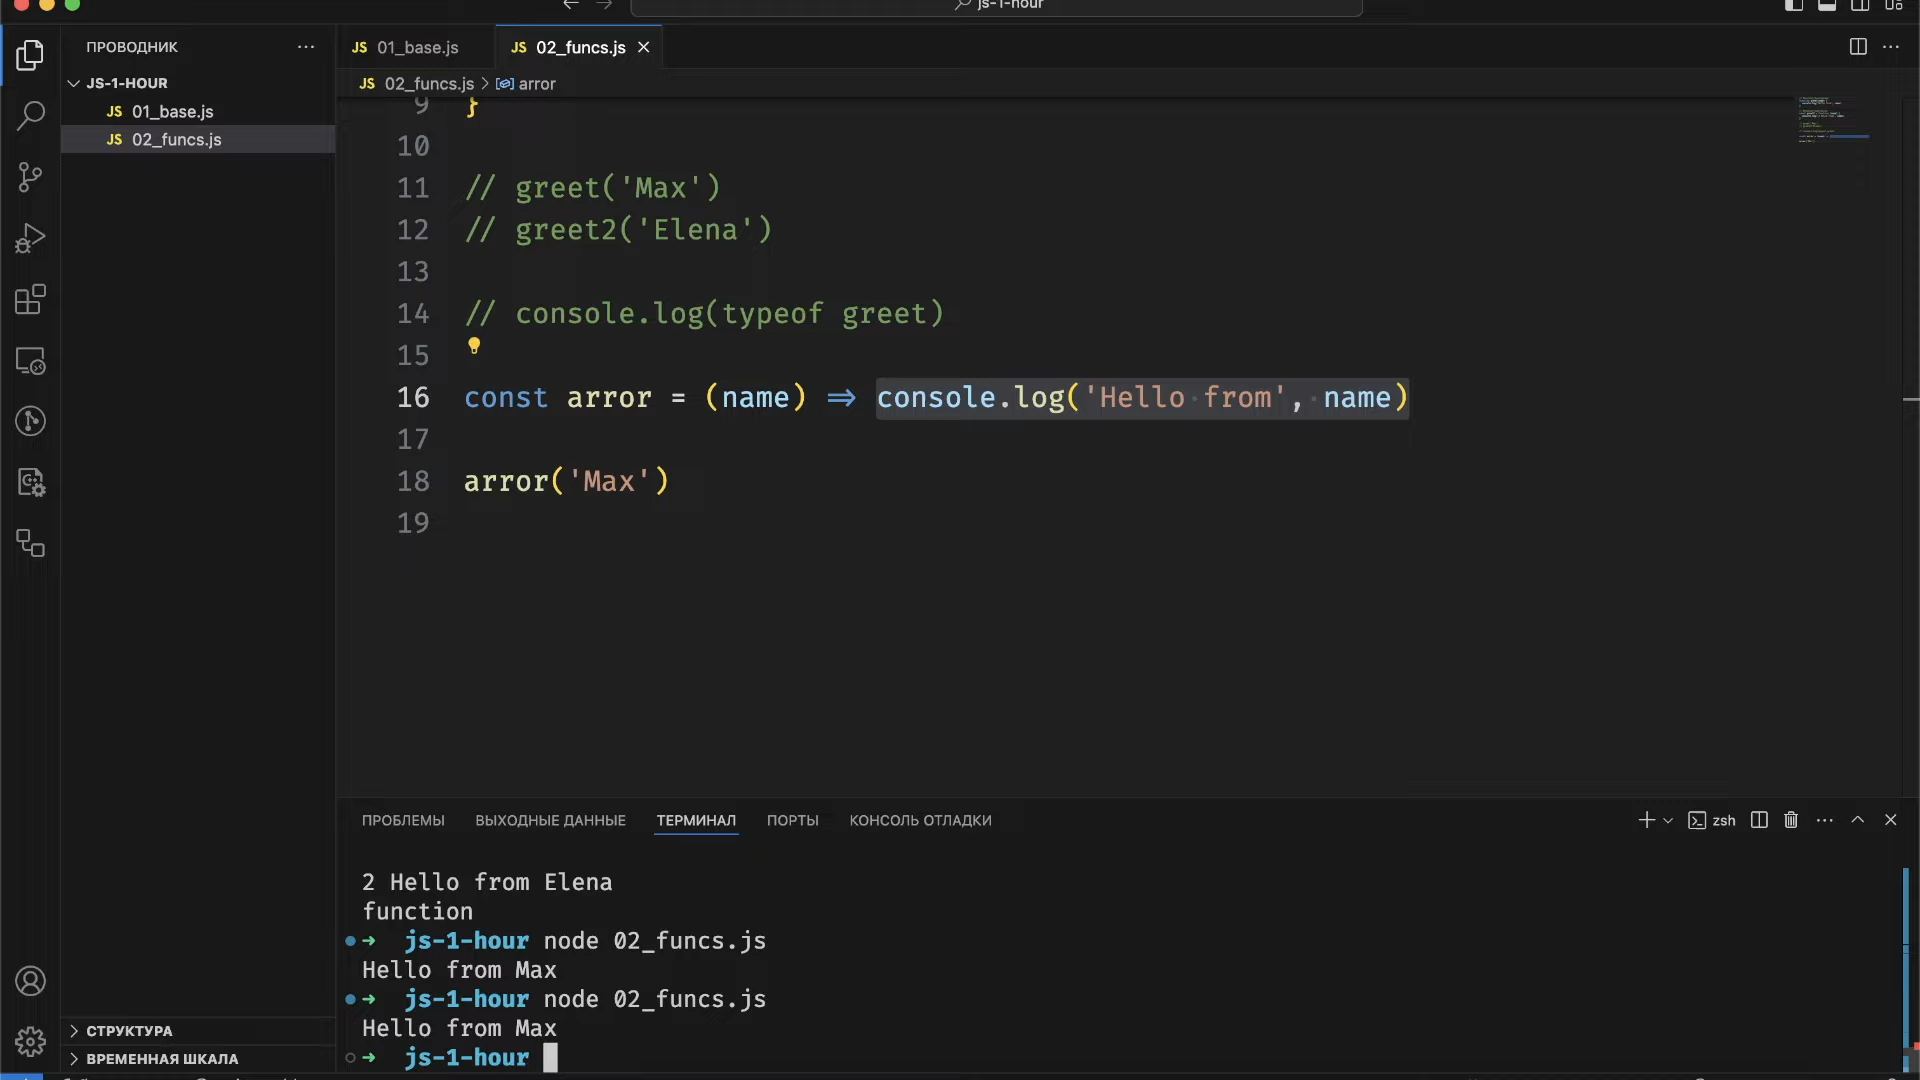 js-1-hour
ПРОВОДНИК
JS 01_base.js
JS 02_funcs.js
JS-1-HOUR
JS 02_funcs.js > arror
JS 01_base.js
JS 02_funcs.js
9 }
10
11 // greet('Max')
12 // greet2('Elena')
13
14 // console.log(typeof greet)
15
16 const arror = (name) => console.log('Hello from', name)
17
18 arror('Max')
19
ПРОБЛЕМЫ ВЫХОДНЫЕ ДАННЫЕ ТЕРМИНАЛ ПОРТЫ КОНСОЛЬ ОТЛАДКИ
zsh
2 Hello from Elena
function
➜ js-1-hour node 02_funcs.js
Hello from Max
➜ js-1-hour node 02_funcs.js
Hello from Max
➜ js-1-hour
СТРУКТУРА
ВРЕМЕННАЯ ШКАЛА